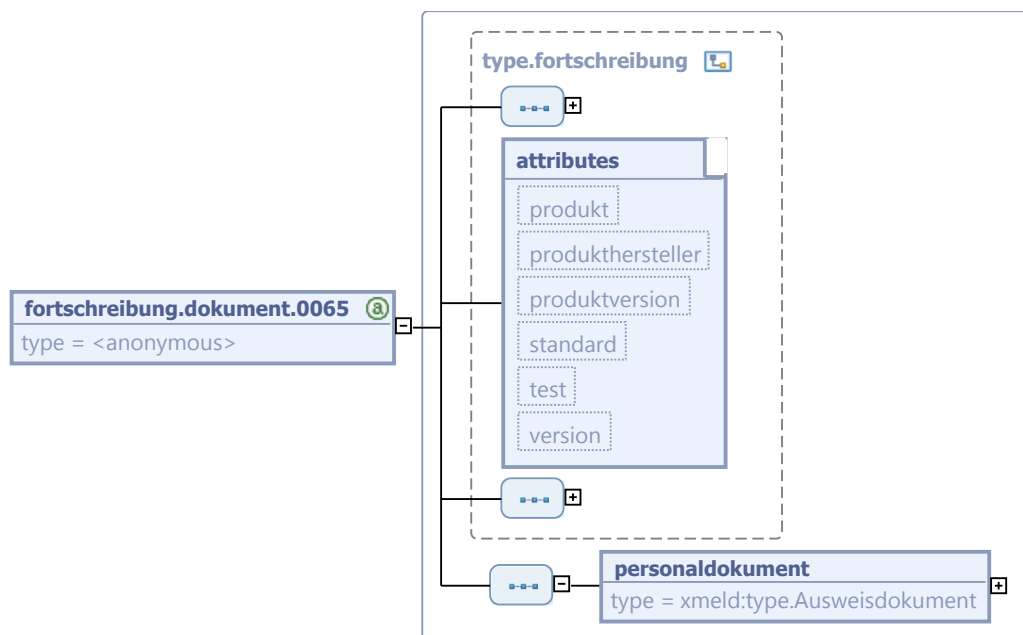 type.fortschreibung
attributes
produkt
produkthersteller
produktversion
standard
test
version
fortschreibung.dokument.0065 @
type = <anonymous>
personaldokument
type = xmeld:type.Ausweisdokument